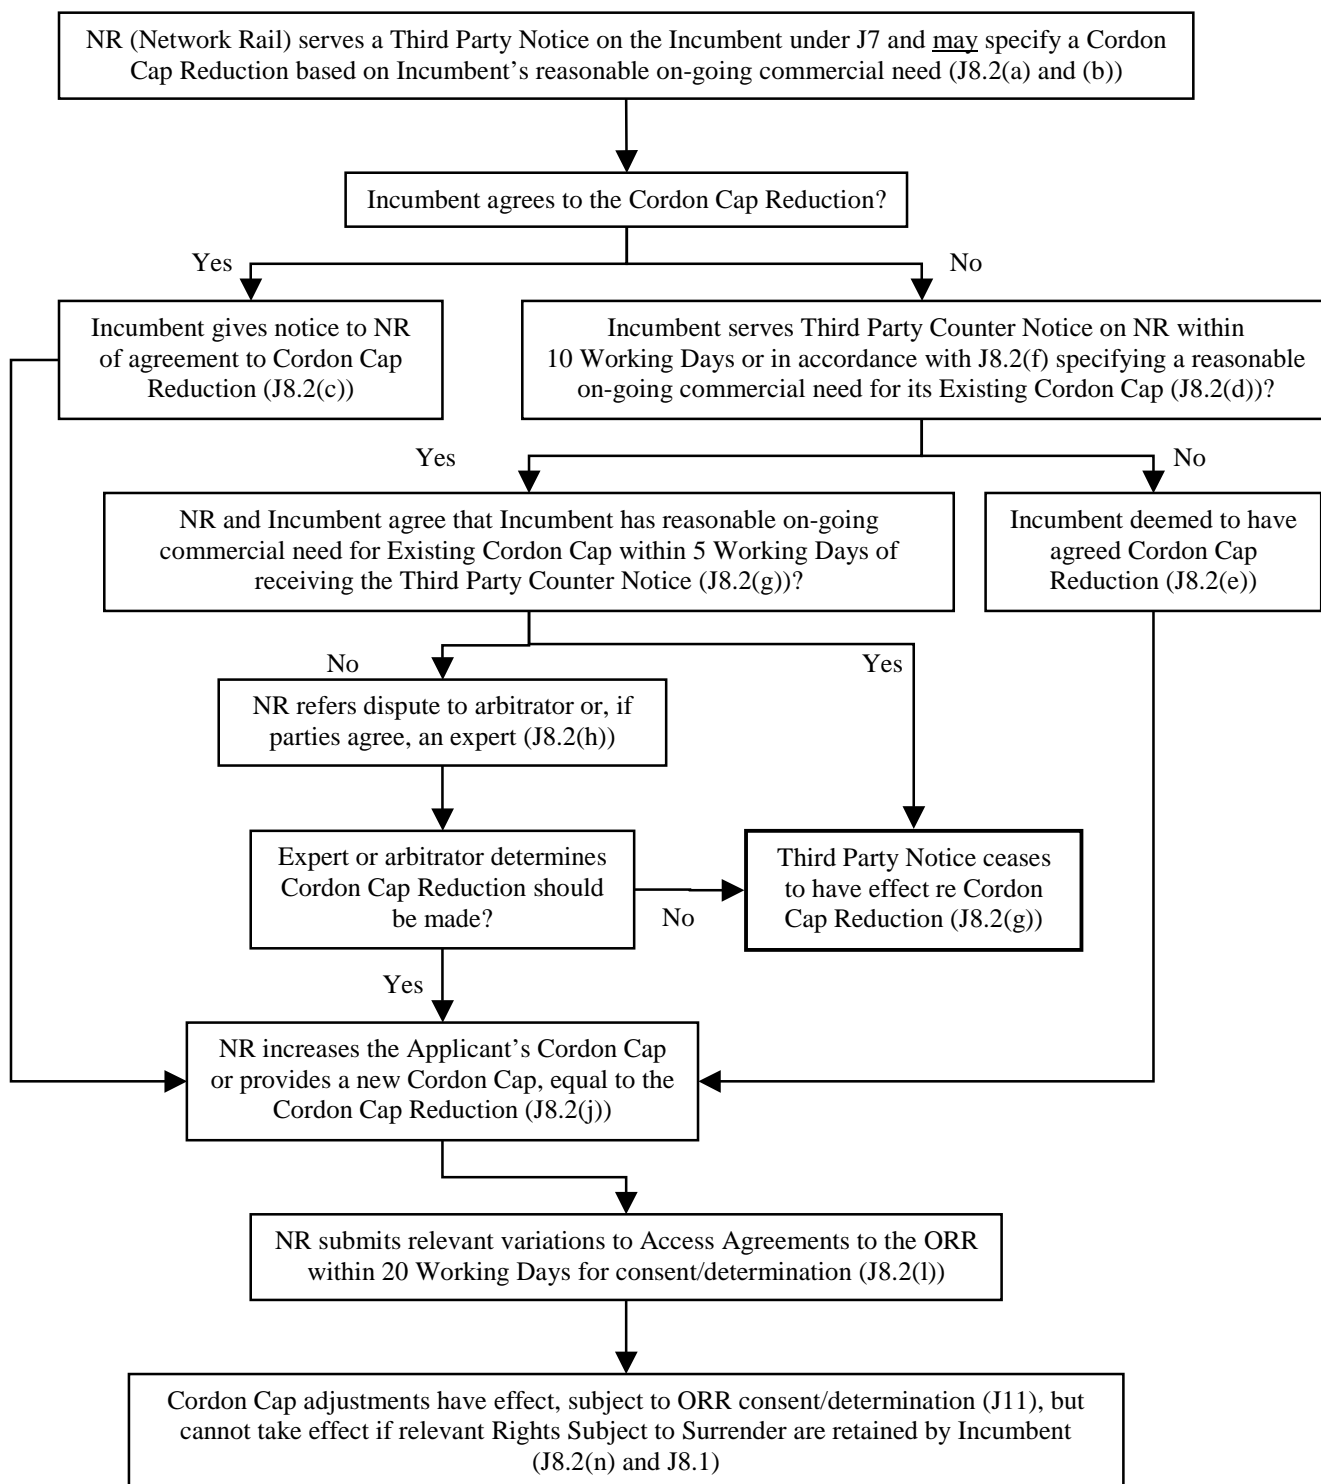 NR (Network Rail) serves a Third Party Notice on the Incumbent under J7 and may specify a Cordon
Cap Reduction based on Incumbent's reasonable on-going commercial need (J8.2(a) and (b))
Incumbent agrees to the Cordon Cap Reduction?
Yes
No
Incumbent gives notice to NR
of agreement to Cordon Cap
Reduction (J8.2(c))
Incumbent serves Third Party Counter Notice on NR within
10 Working Days or in accordance with J8.2(f) specifying a reasonable
on-going commercial need for its Existing Cordon Cap (J8.2(d))?
Yes
No
NR and Incumbent agree that Incumbent has reasonable on-going
commercial need for Existing Cordon Cap within 5 Working Days of
receiving the Third Party Counter Notice (J8.2(g))?
Incumbent deemed to have
agreed Cordon Cap
Reduction (J8.2(e))
No
Yes
NR refers dispute to arbitrator or, if
parties agree, an expert (J8.2(h))
Expert or arbitrator determines
Cordon Cap Reduction should
be made?
No
Third Party Notice ceases
to have effect re Cordon
Cap Reduction (J8.2(g))
Yes
NR increases the Applicant's Cordon Cap
or provides a new Cordon Cap, equal to the
Cordon Cap Reduction (J8.2(j))
NR submits relevant variations to Access Agreements to the ORR
within 20 Working Days for consent/determination (J8.2(l))
Cordon Cap adjustments have effect, subject to ORR consent/determination (J11), but
cannot take effect if relevant Rights Subject to Surrender are retained by Incumbent
(J8.2(n) and J8.1)